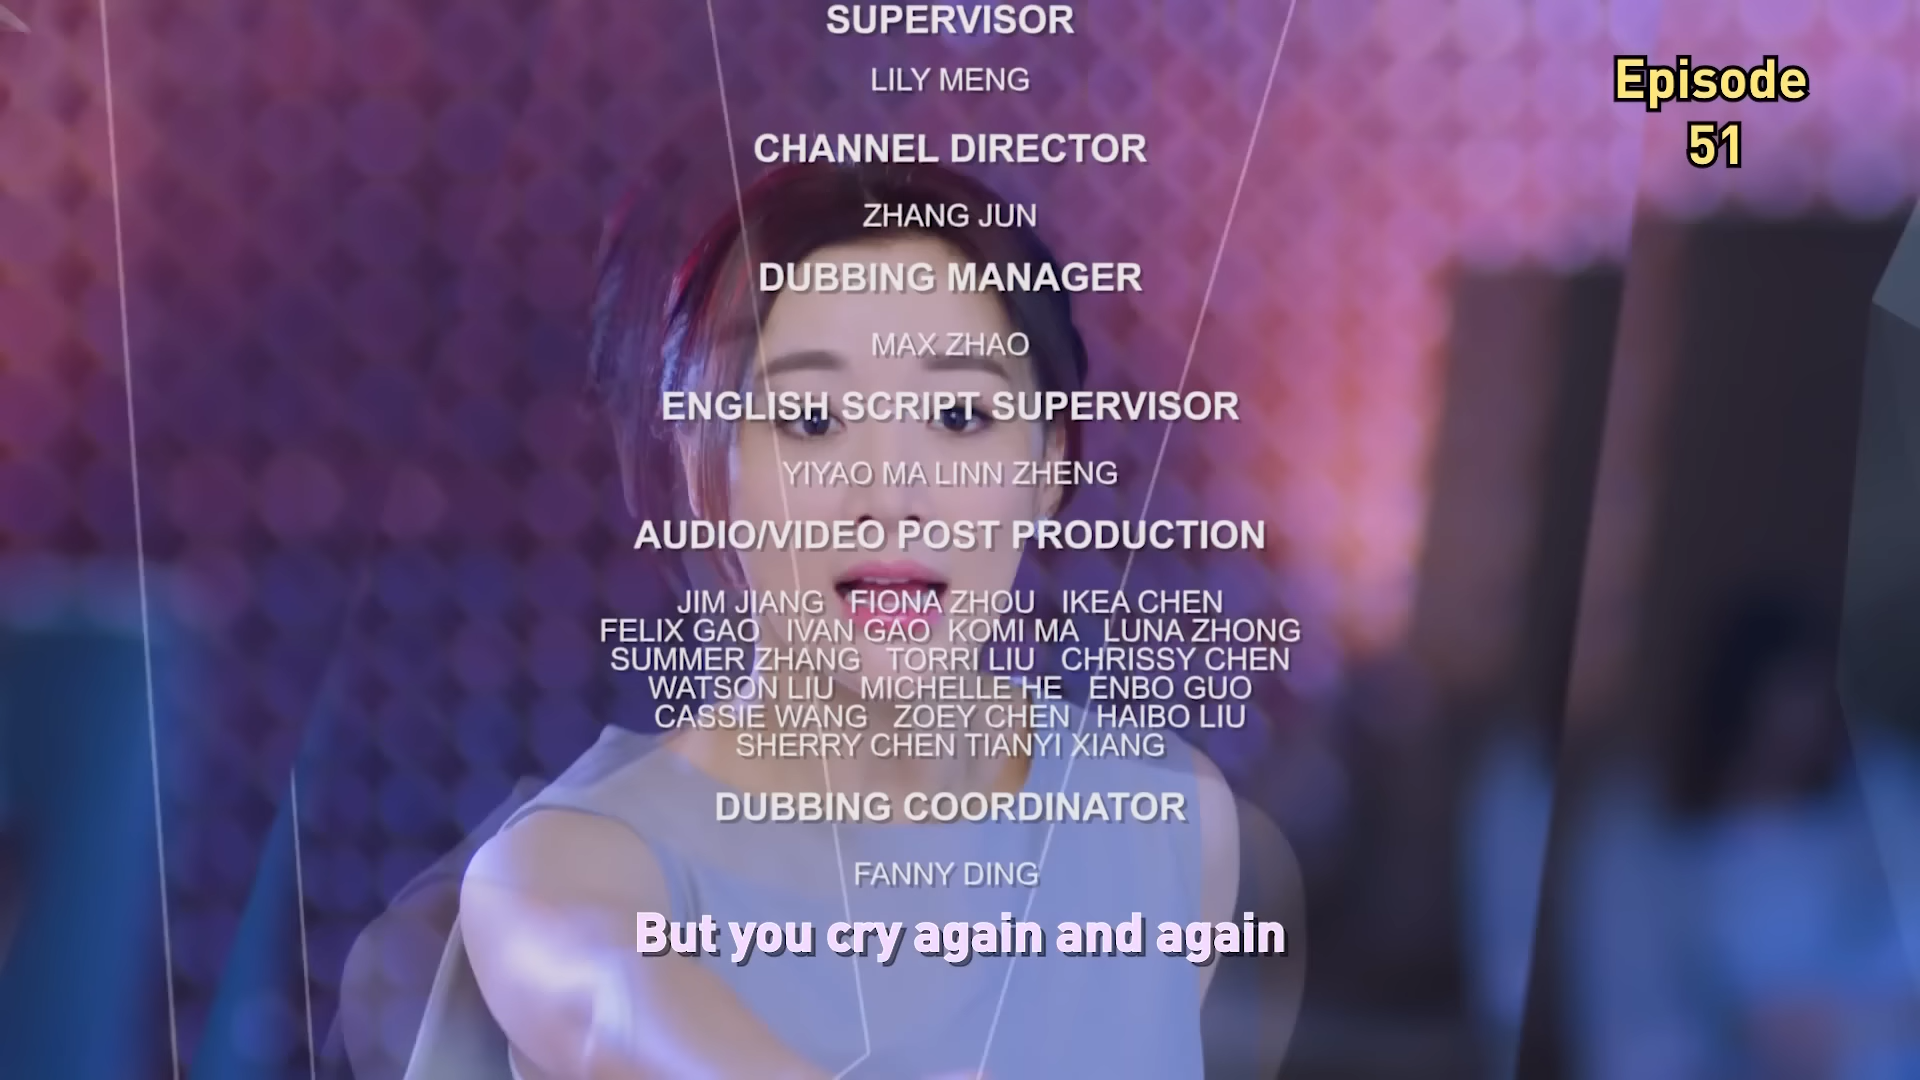 SUPERVISOR
LILY MENG
CHANNEL DIRECTOR
ZHANG JUN
DUBBING MANAGER
MAX ZHAO
ENGLISH SCRIPT SUPERVISOR
YIYAO MA LINN ZHENG
AUDIO/VIDEO POST PRODUCTION
JIM JIANG FIONA ZHOU IKEA CHEN
FELIX GAO IVAN GAO KOMI MA LUNA ZHONG
SUMMER ZHANG TORRI LIU CHRISSY CHEN
WATSON LIU MICHELLE HE ENBO GUO
CASSIE WANG ZOEY CHEN HAIBO LIU
SHERRY CHEN TIANYI XIANG
DUBBING COORDINATOR
FANNY DING
But you cry again and again
Episode
51